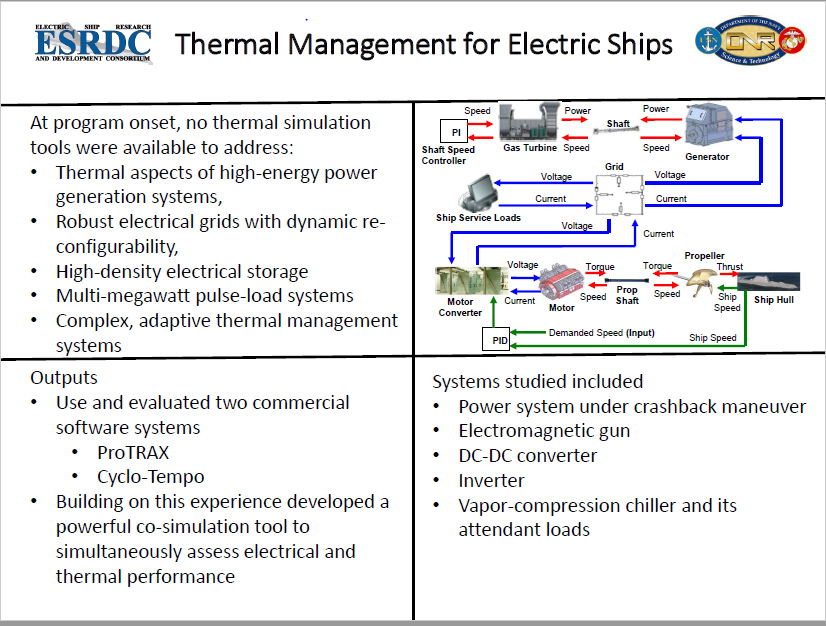 ELECTRIC SHIP RESEARCH
ESRDC
AND DEVELOPMENT CONSORTIUM
Thermal Management for Electric Ships
DEPARTMENT OF THE NAVY
ONR
Science & Technology
At program onset, no thermal simulation
tools were available to address:
• Thermal aspects of high-energy power
generation systems,
• Robust electrical grids with dynamic re-
configurability,
• High-density electrical storage
• Multi-megawatt pulse-load systems
• Complex, adaptive thermal management
systems
Speed
PI
Shaft Speed
Controller
Gas Turbine
Power
Speed
Shaft
Power
Speed
Generator
Voltage
Current
Grid
Voltage
Current
Ship Service Loads
Voltage
Current
Motor
Converter
Voltage
Current
Motor
Torque
Speed
Prop
Shaft
Torque
Speed
Propeller
Thrust
Ship
Speed
Ship Hull
PID
Demanded Speed (Input)
Ship Speed
Outputs
• Use and evaluated two commercial
software systems
• ProTRAX
• Cyclo-Tempo
• Building on this experience developed a
powerful co-simulation tool to
simultaneously assess electrical and
thermal performance
Systems studied included
• Power system under crashback maneuver
• Electromagnetic gun
• DC-DC converter
• Inverter
• Vapor-compression chiller and its
attendant loads